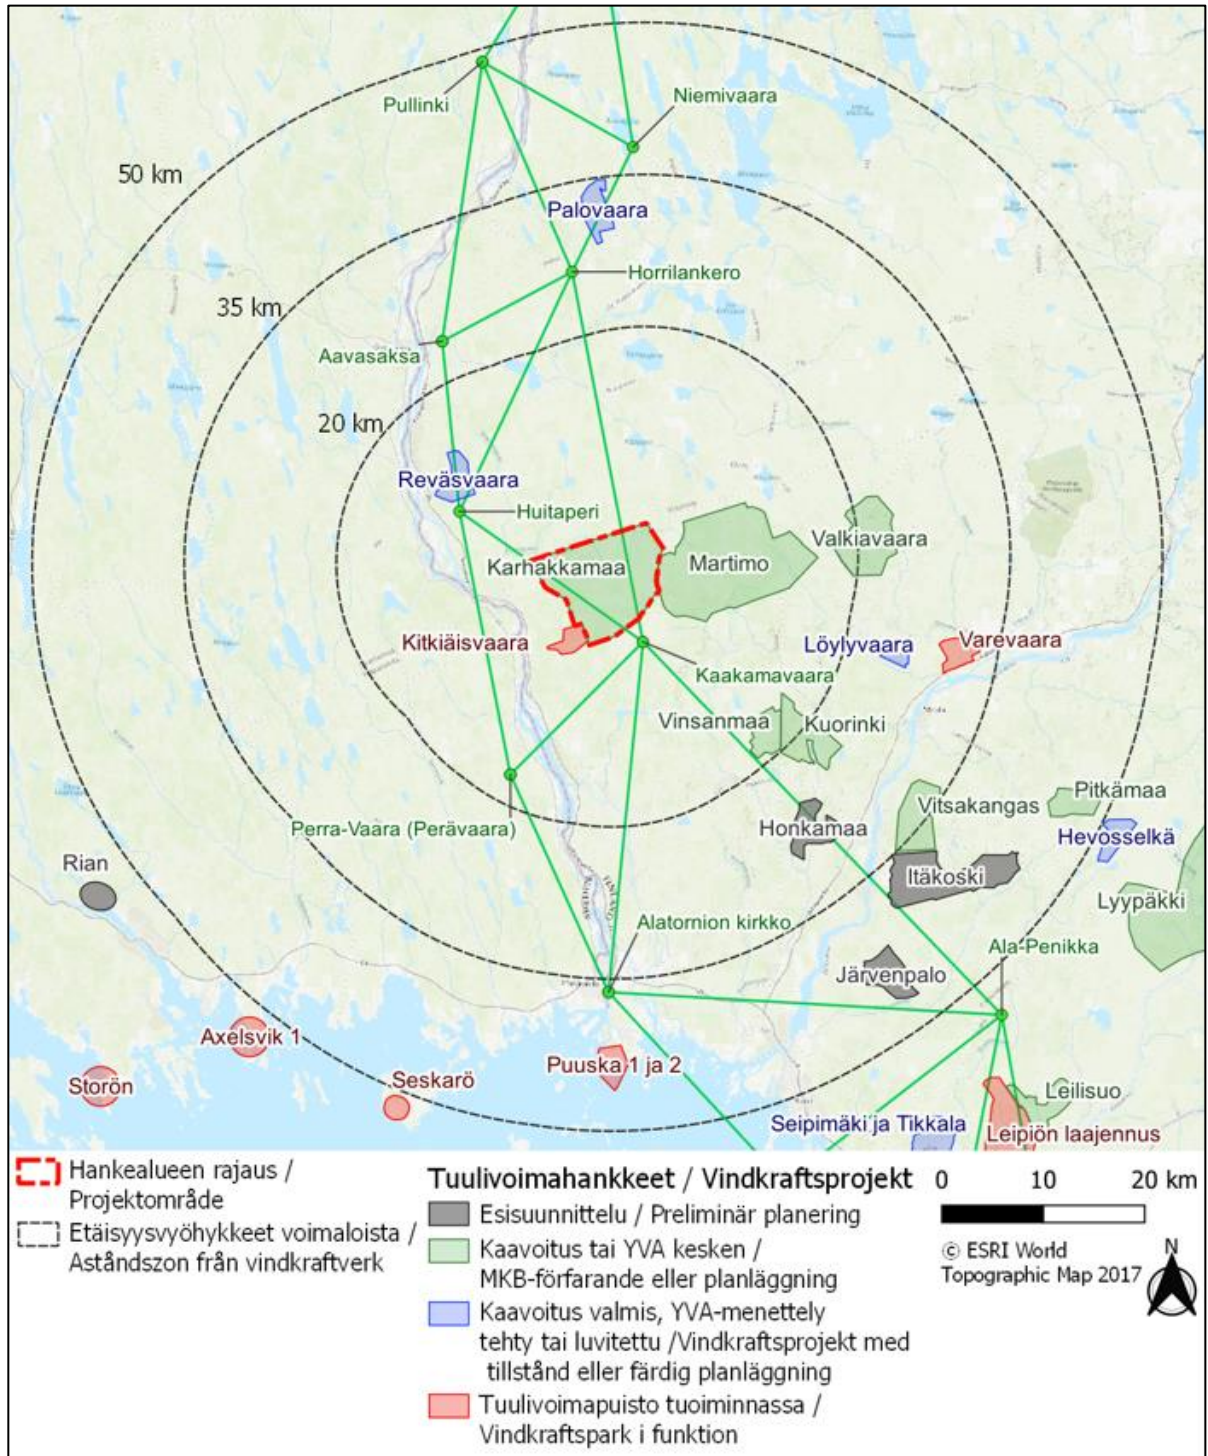 Pullinki
Niemivaara
50 km
Palovaara
Horrilankero
35 km
Aavasaksa
20 km
Reväsvaara
Huitaperi
Valkiavaara
Karhakkamaa
Martimo
Kitkiäisvaara
Löylyvaara
Varevaara
Kaakamavaara
Vinsanmaa
Kuorinki
Pitkämaa
Vitsakangas
Perra-Vaara (Perävaara)
Honkamaa
Hevosselkä
Rian
Itäkoski
Lyypäkki
Alatornion kirkko
Ala-Penikka
Järvenpalo
Axelsvik 1
Puuska 1 ja 2
Storön
Seskarö
Leilisuo
Seipimäki ja Tikkala
Leipiön laajennus
Hankealueen rajaus /
Projektområde
Etäisyysvyöhykkeet voimaloista /
Aståndszon från vindkraftverk
Tuulivoimahankkeet / Vindkraftsprojekt
Esisuunnittelu / Preliminär planering
Kaavoitus tai YVA kesken /
MKB-förfarande eller planläggning
Kaavoitus valmis, YVA-menettely
tehty tai luvitettu /Vindkraftsprojekt med
tillstånd eller färdig planläggning
Tuulivoimapuisto tuoiminnassa /
Vindkraftspark i funktion
0 10 20 km
© ESRI World
Topographic Map 2017
N